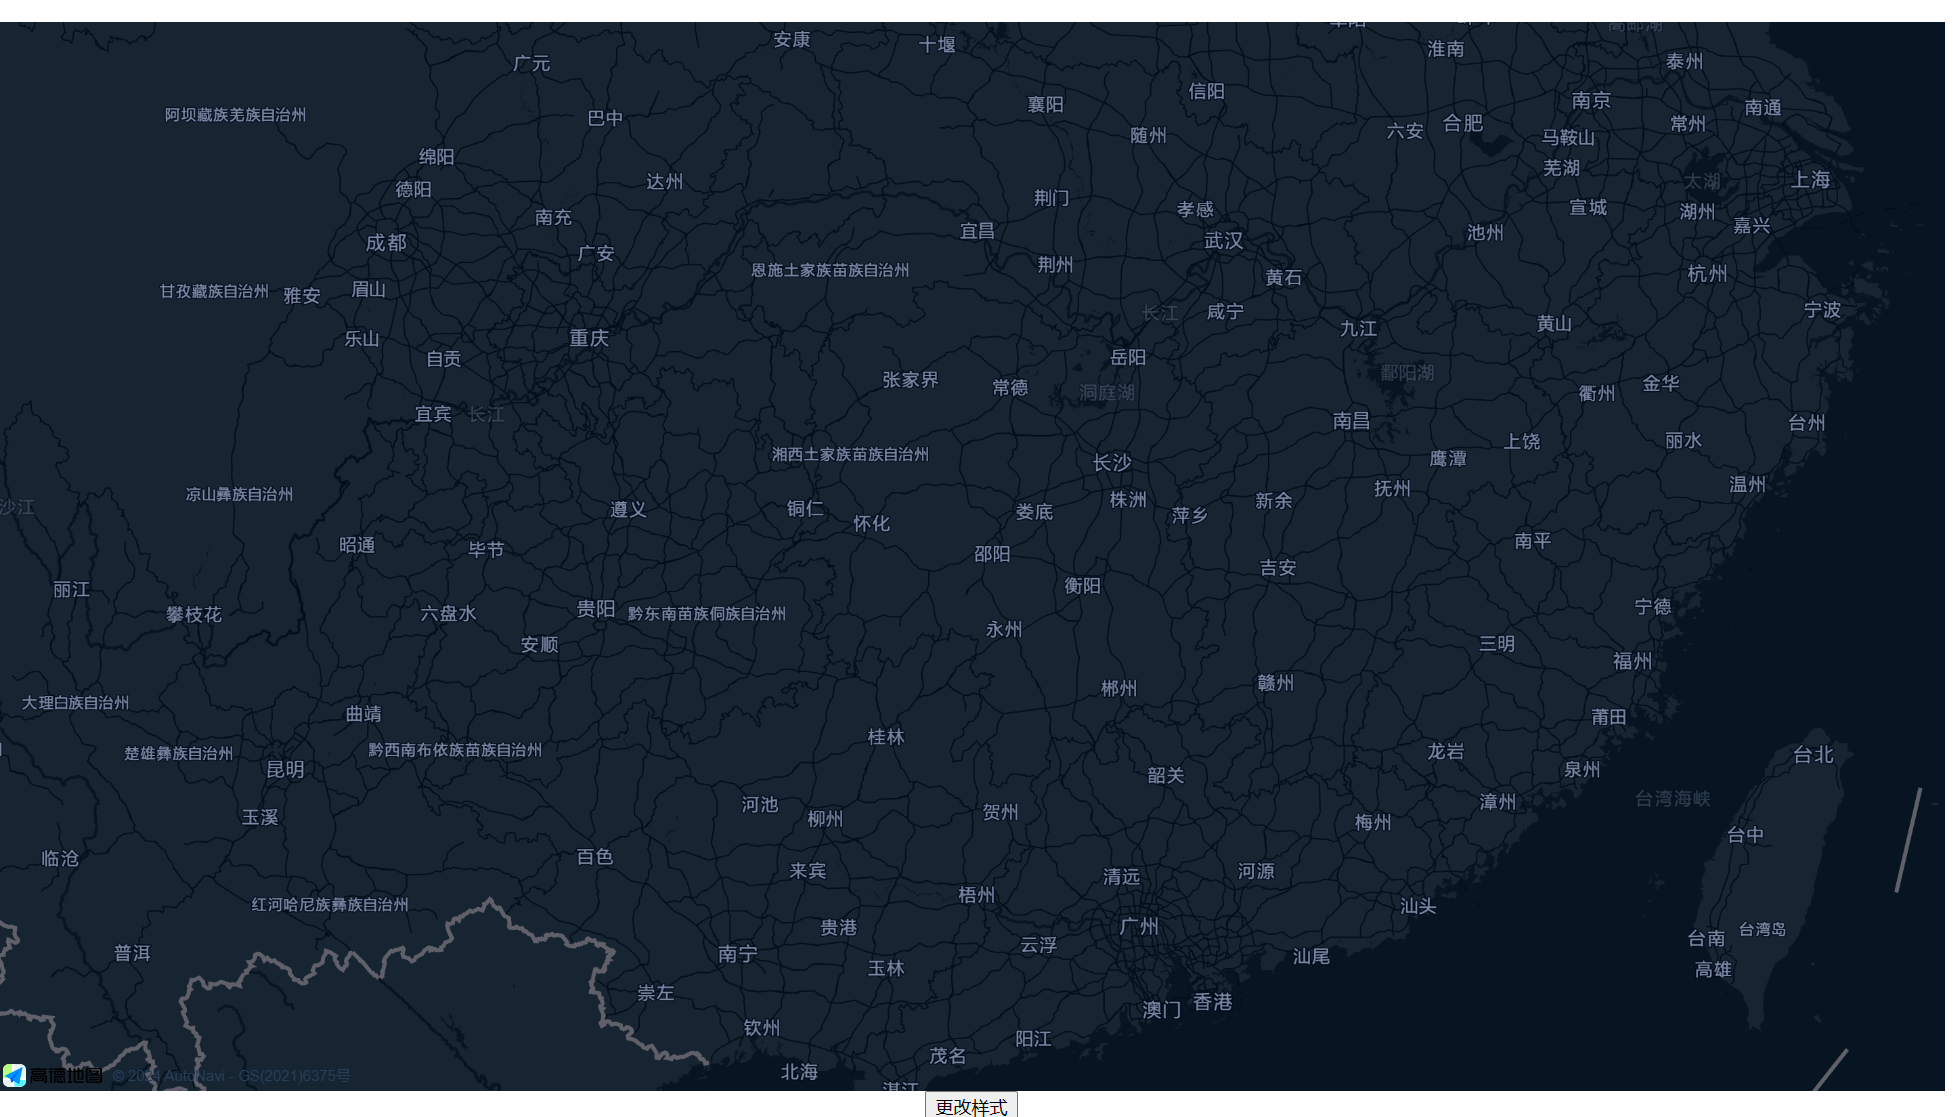 安康
十堰
淮南
高邮湖
广元
泰州
信阳
襄阳
南京
南通
阿坝藏族羌族自治州
巴中
合肥
常州
随州
六安
马鞍山
绵阳
芜湖
达州
太湖
上海
德阳
荆门
孝感
宣城
湖州
南充
嘉兴
宜昌
池州
成都
武汉
广安
荆州
恩施土家族苗族自治州
杭州
黄石
甘孜藏族自治州
雅安
眉山
长江
咸宁
宁波
黄山
九江
乐山
重庆
自贡
岳阳
鄱阳湖
张家界
常德
洞庭湖
衢州
金华
宜宾
长江
南昌
台州
丽水
上饶
湘西土家族苗族自治州
长沙
鹰潭
温州
抚州
凉山彝族自治州
株洲
新余
沙江
遵义
铜仁
娄底
萍乡
怀化
南平
昭通
毕节
邵阳
吉安
衡阳
丽江
宁德
攀枝花
六盘水
贵阳
黔东南苗族侗族自治州
永州
安顺
三明
福州
赣州
郴州
大理白族自治州
曲靖
莆田
桂林
楚雄彝族自治州
黔西南布依族苗族自治州
龙岩
台北
昆明
泉州
韶关
台湾海峡
漳州
河池
玉溪
柳州
贺州
梅州
台中
临沧
百色
来宾
河源
清远
梧州
红河哈尼族彝族自治州
汕头
贵港
广州
台湾岛
台南
云浮
普洱
南宁
汕尾
玉林
高雄
崇左
香港
澳门
钦州
阳江
茂名
北海
高德地图
© 2024 AutoNavi - GS(2021)6375号
湛江
更改样式